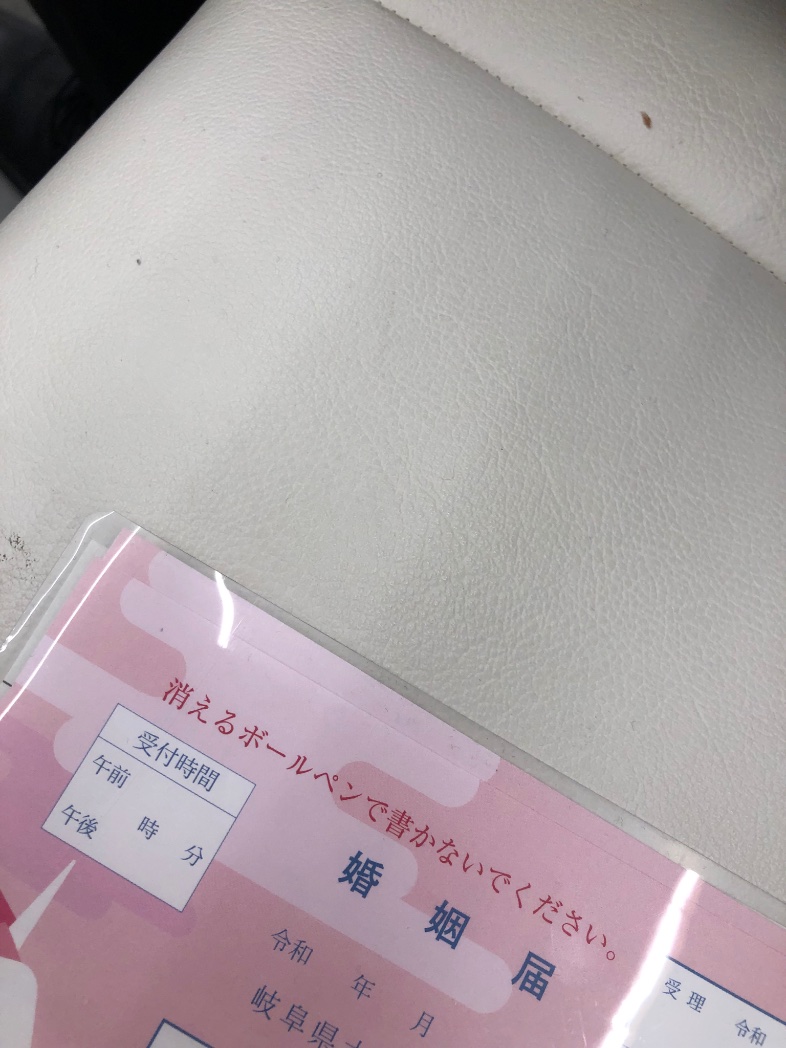 消えるボールペンで書かないでください。
受付時間
午前
午後 時 分
婚 姻 届
令和 年 月
岐阜県
受理 令和